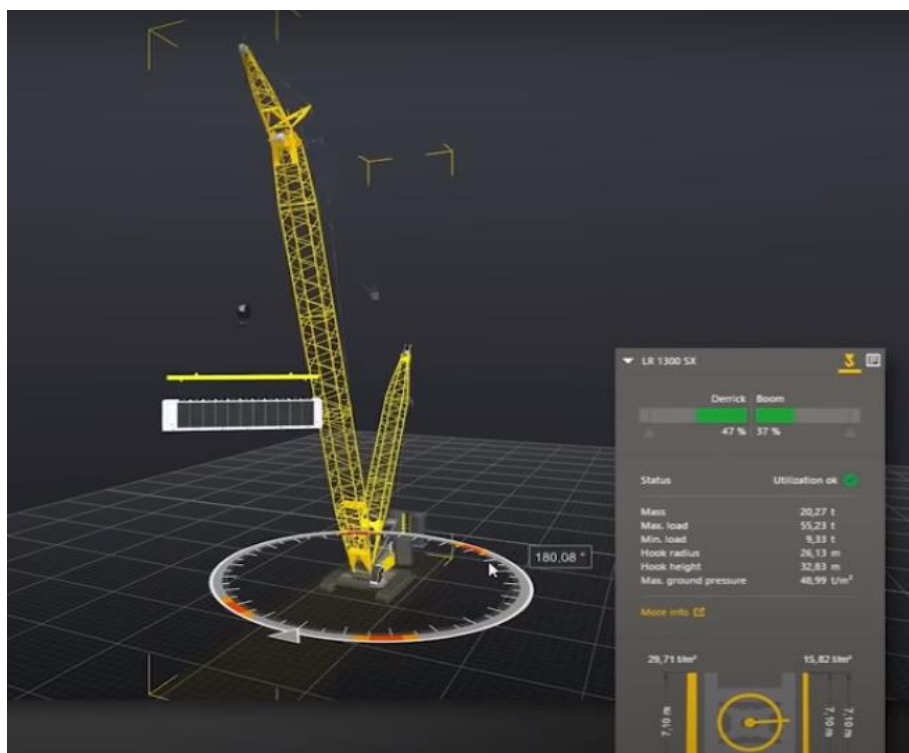 180,08 °
LR 1300 SX
Derrick Boom
47 % 37 %
Status Utilization ok
Mass 20,27 t
Max. load 55,23 t
Min. load 9,33 t
Hook radius 26,13 m
Hook height 32,83 m
Max. ground pressure 48,99 t/m²
More info
29,71 t/m² 15,82 t/m²
7,10 m 7,10 m 7,10 m